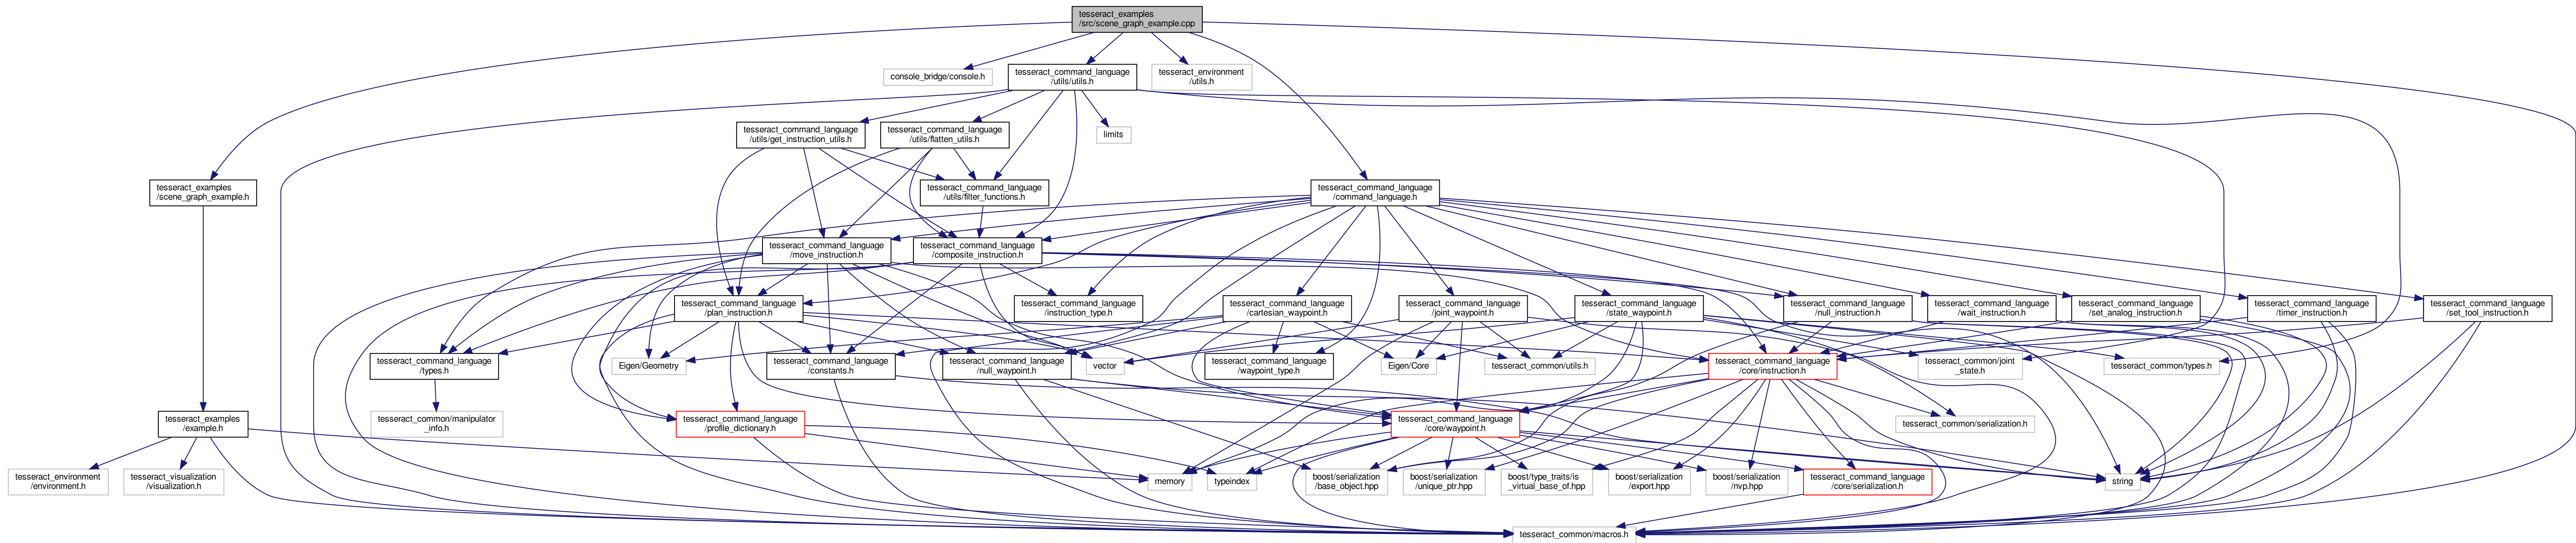 tesseract_examples
/src/scene_graph_example.cpp
console_bridge/console.h
tesseract_command_language
/utils/utils.h
tesseract_environment
/utils.h
tesseract_command_language
/utils/get_instruction_utils.h
tesseract_command_language
/utils/flatten_utils.h
limits
tesseract_examples
/scene_graph_example.h
tesseract_command_language
/utils/filter_functions.h
tesseract_command_language
/command_language.h
tesseract_command_language
/move_instruction.h
tesseract_command_language
/composite_instruction.h
tesseract_command_language
/plan_instruction.h
tesseract_command_language
/instruction_type.h
tesseract_command_language
/cartesian_waypoint.h
tesseract_command_language
/joint_waypoint.h
tesseract_command_language
/state_waypoint.h
tesseract_command_language
/null_instruction.h
tesseract_command_language
/wait_instruction.h
tesseract_command_language
/set_analog_instruction.h
tesseract_command_language
/timer_instruction.h
tesseract_command_language
/set_tool_instruction.h
tesseract_command_language
/types.h
Eigen/Geometry
tesseract_command_language
/constants.h
tesseract_command_language
/null_waypoint.h
vector
tesseract_command_language
/waypoint_type.h
Eigen/Core
tesseract_common/utils.h
tesseract_command_language
/core/instruction.h
tesseract_common/joint
_state.h
tesseract_common/types.h
tesseract_examples
/example.h
tesseract_common/manipulator
_info.h
tesseract_command_language
/profile_dictionary.h
tesseract_command_language
/core/waypoint.h
tesseract_common/serialization.h
tesseract_environment
/environment.h
tesseract_visualization
/visualization.h
memory
typeindex
boost/serialization
/base_object.hpp
boost/serialization
/unique_ptr.hpp
boost/type_traits/is
_virtual_base_of.hpp
boost/serialization
/export.hpp
boost/serialization
/nvp.hpp
tesseract_command_language
/core/serialization.h
string
tesseract_common/macros.h